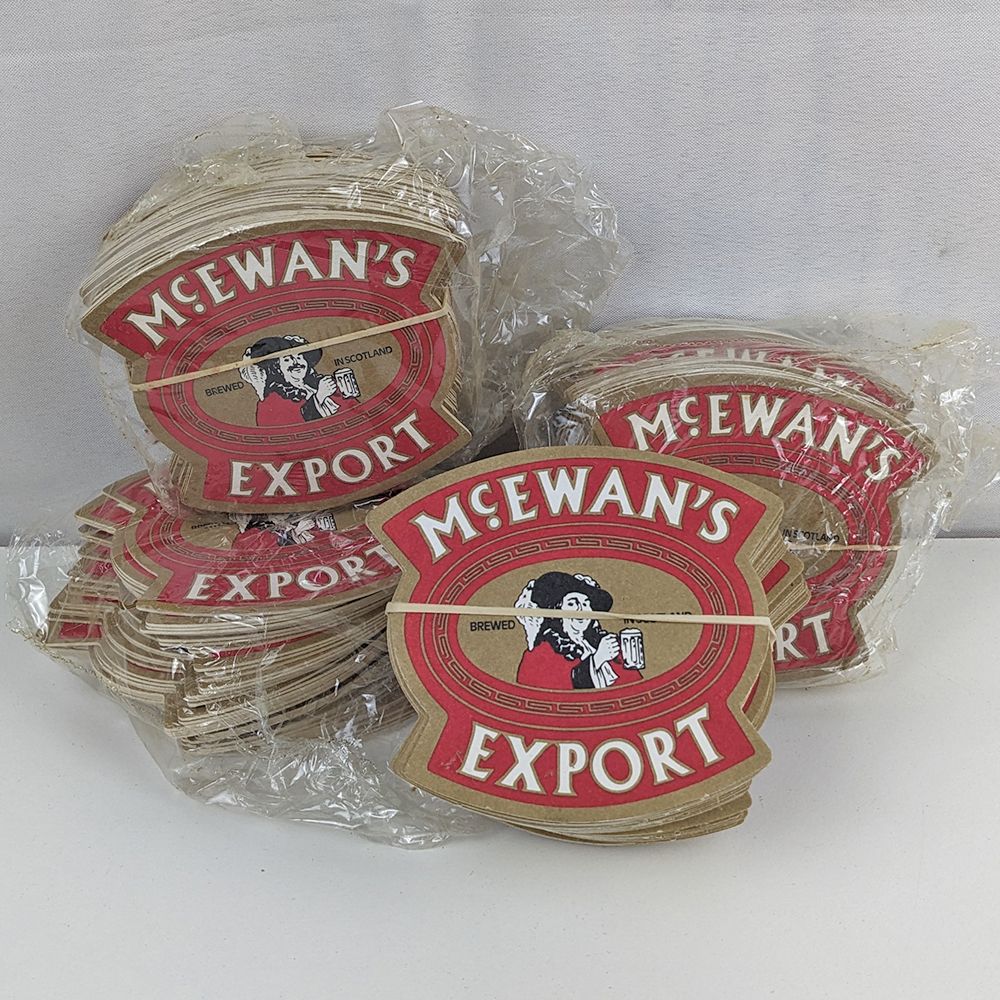 McEWAN'S
BREWED IN SCOTLAND
EXPORT
McEWAN'S
IN SCOTLAND
EXPORT
McEWAN'S
BREWED
EXPORT